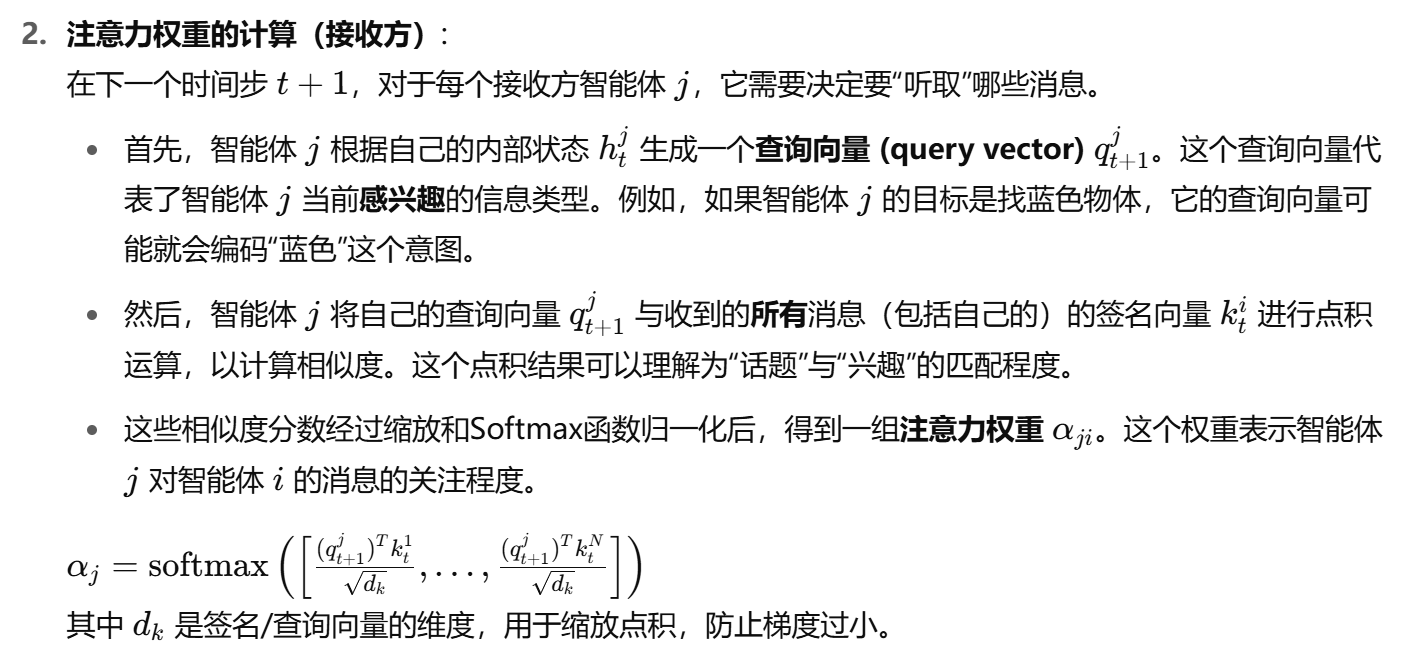 2. 注意力权重的计算（接收方）:
在下一个时间步 t + 1，对于每个接收方智能体 j，它需要决定要“听取”哪些消息。
• 首先，智能体 j 根据自己的内部状态 h_t^j 生成一个查询向量 (query vector) q_{t+1}^j。这个查询向量代
表了智能体 j 当前感兴趣的信息类型。例如，如果智能体 j 的目标是找蓝色物体，它的查询向量可
能就会编码“蓝色”这个意图。
• 然后，智能体 j 将自己的查询向量 q_{t+1}^j 与收到的所有消息（包括自己的）的签名向量 k_t^i 进行点积
运算，以计算相似度。这个点积结果可以理解为“话题”与“兴趣”的匹配程度。
• 这些相似度分数经过缩放和Softmax函数归一化后，得到一组注意力权重 α_{ji}。这个权重表示智能体
j 对智能体 i 的消息的关注程度。
α_j = softmax([(q_{t+1}^j)^T k_t^1 / √d_k, ..., (q_{t+1}^j)^T k_t^N / √d_k])
其中 d_k 是签名/查询向量的维度，用于缩放点积，防止梯度过小。